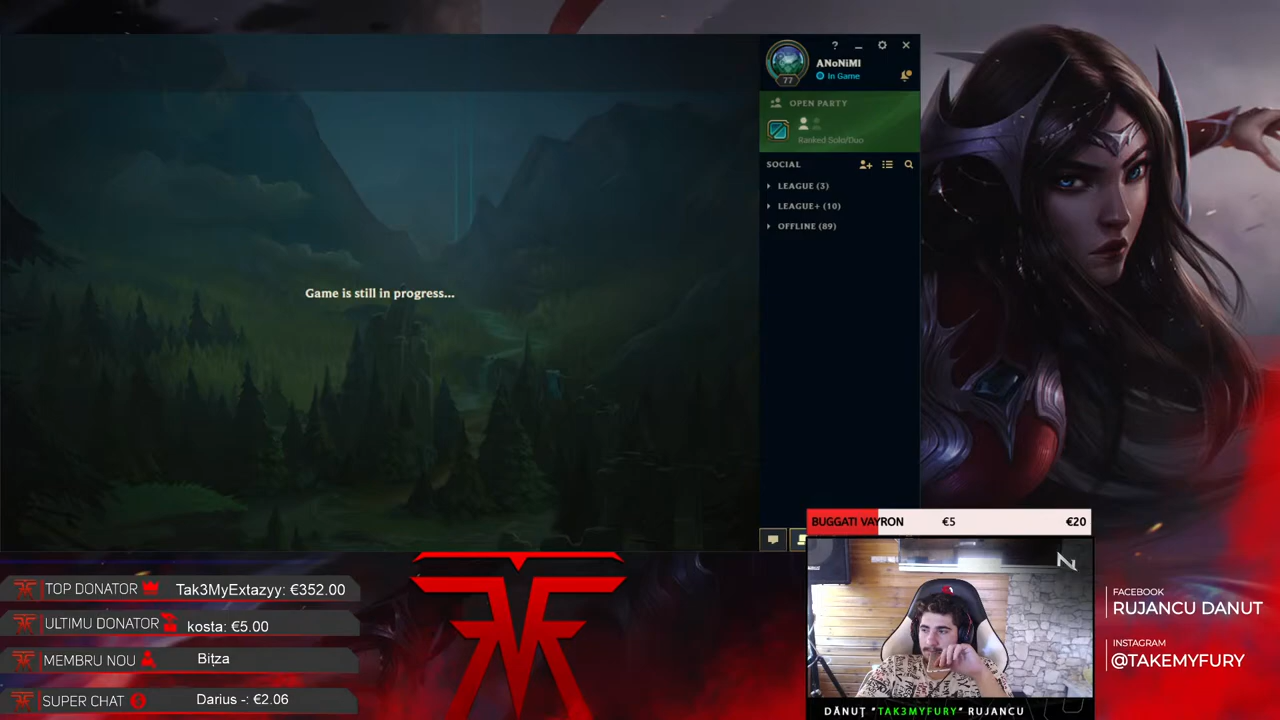 ?
ANoNiMI
77
In Game
OPEN PARTY
Ranked Solo/Duo
SOCIAL
LEAGUE (3)
LEAGUE+ (10)
OFFLINE (89)
Game is still in progress...
BUGGATI VAYRON €5 €20
TOP DONATOR Tak3MyExtazyy: €352.00
ULTIMU DONATOR kosta: €5.00
MEMBRU NOU Bițza
SUPER CHAT Darius -: €2.06
FACEBOOK
RUJANCU DANUT
INSTAGRAM
@TAKEMYFURY
DĂNUȚ "TAK3MYFURY" RUJANCU